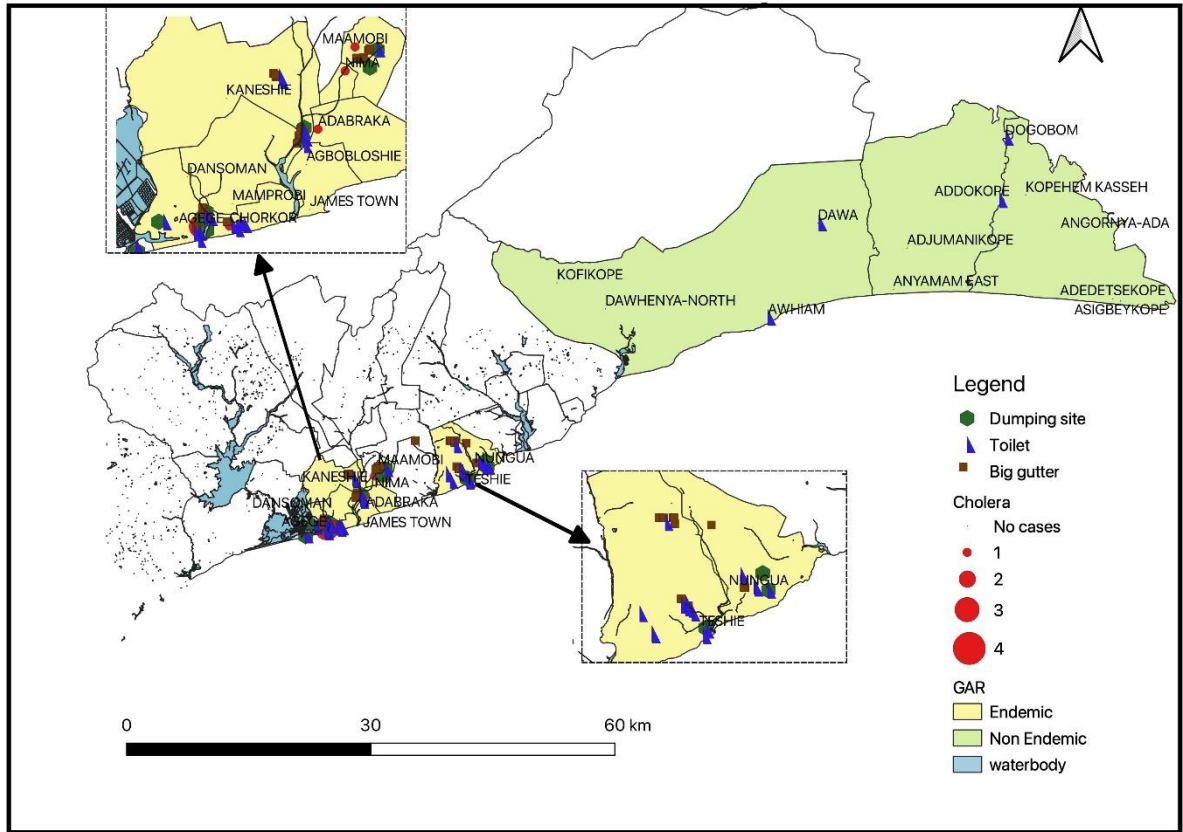 MAAMOBI
NIMA
KANESHIE
ADABRAKA
AGBOBLOSHIE
DANSOMAN
MAMPROBI
JAMES TOWN
AGEGE CHORKOR
DOGOBOM
ADDOKOPE
KOPEHEM KASSEH
DAWA
ANGORNYA-ADA
ADJUMANIKOPE
KOFIKOPE
ANYAMAM EAST
DAWHENYA-NORTH
ADEDETSEKOPE
AWHIAM
ASIGBEYKOPE
MAAMOBI
NUNGUA
KANESHIE
NIMA
TESHIE
DANSOMAN
ADABRAKA
AGEGE
JAMES TOWN
NUNGUA
TESHIE
Legend
Dumping site
Toilet
Big gutter
Cholera
No cases
1
2
3
4
GAR
Endemic
Non Endemic
waterbody
0 30 60 km